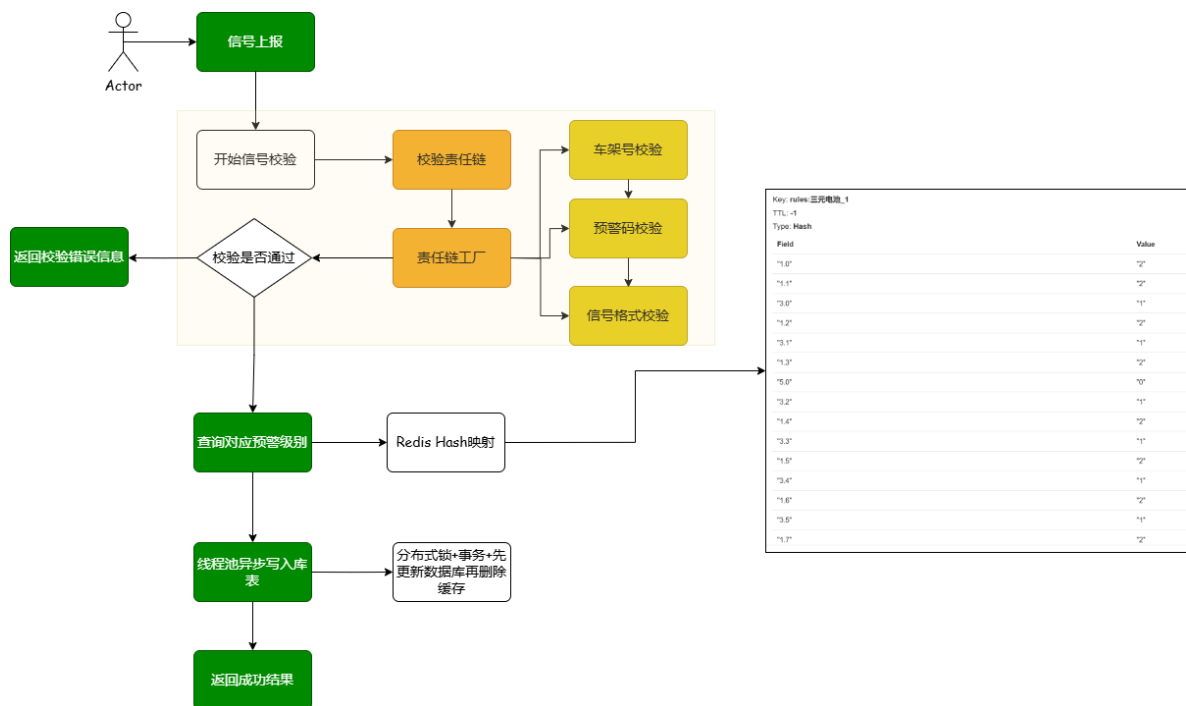 信号上报
Actor
开始信号校验
校验责任链
车架号校验
预警码校验
返回校验错误信息
校验是否通过
责任链工厂
信号格式校验
查询对应预警级别
Redis Hash映射
线程池异步写入库
表
分布式锁+事务+先
更新数据库再删除
缓存
返回成功结果
Key: rules:三元电池_1
TTL: -1
Type: Hash
Field Value
"1.0" "2"
"1.1" "2"
"3.0" "1"
"1.2" "2"
"3.1" "1"
"1.3" "2"
"5.0" "0"
"3.2" "1"
"1.4" "2"
"3.3" "1"
"1.5" "2"
"3.4" "1"
"1.6" "2"
"3.5" "1"
"1.7" "2"